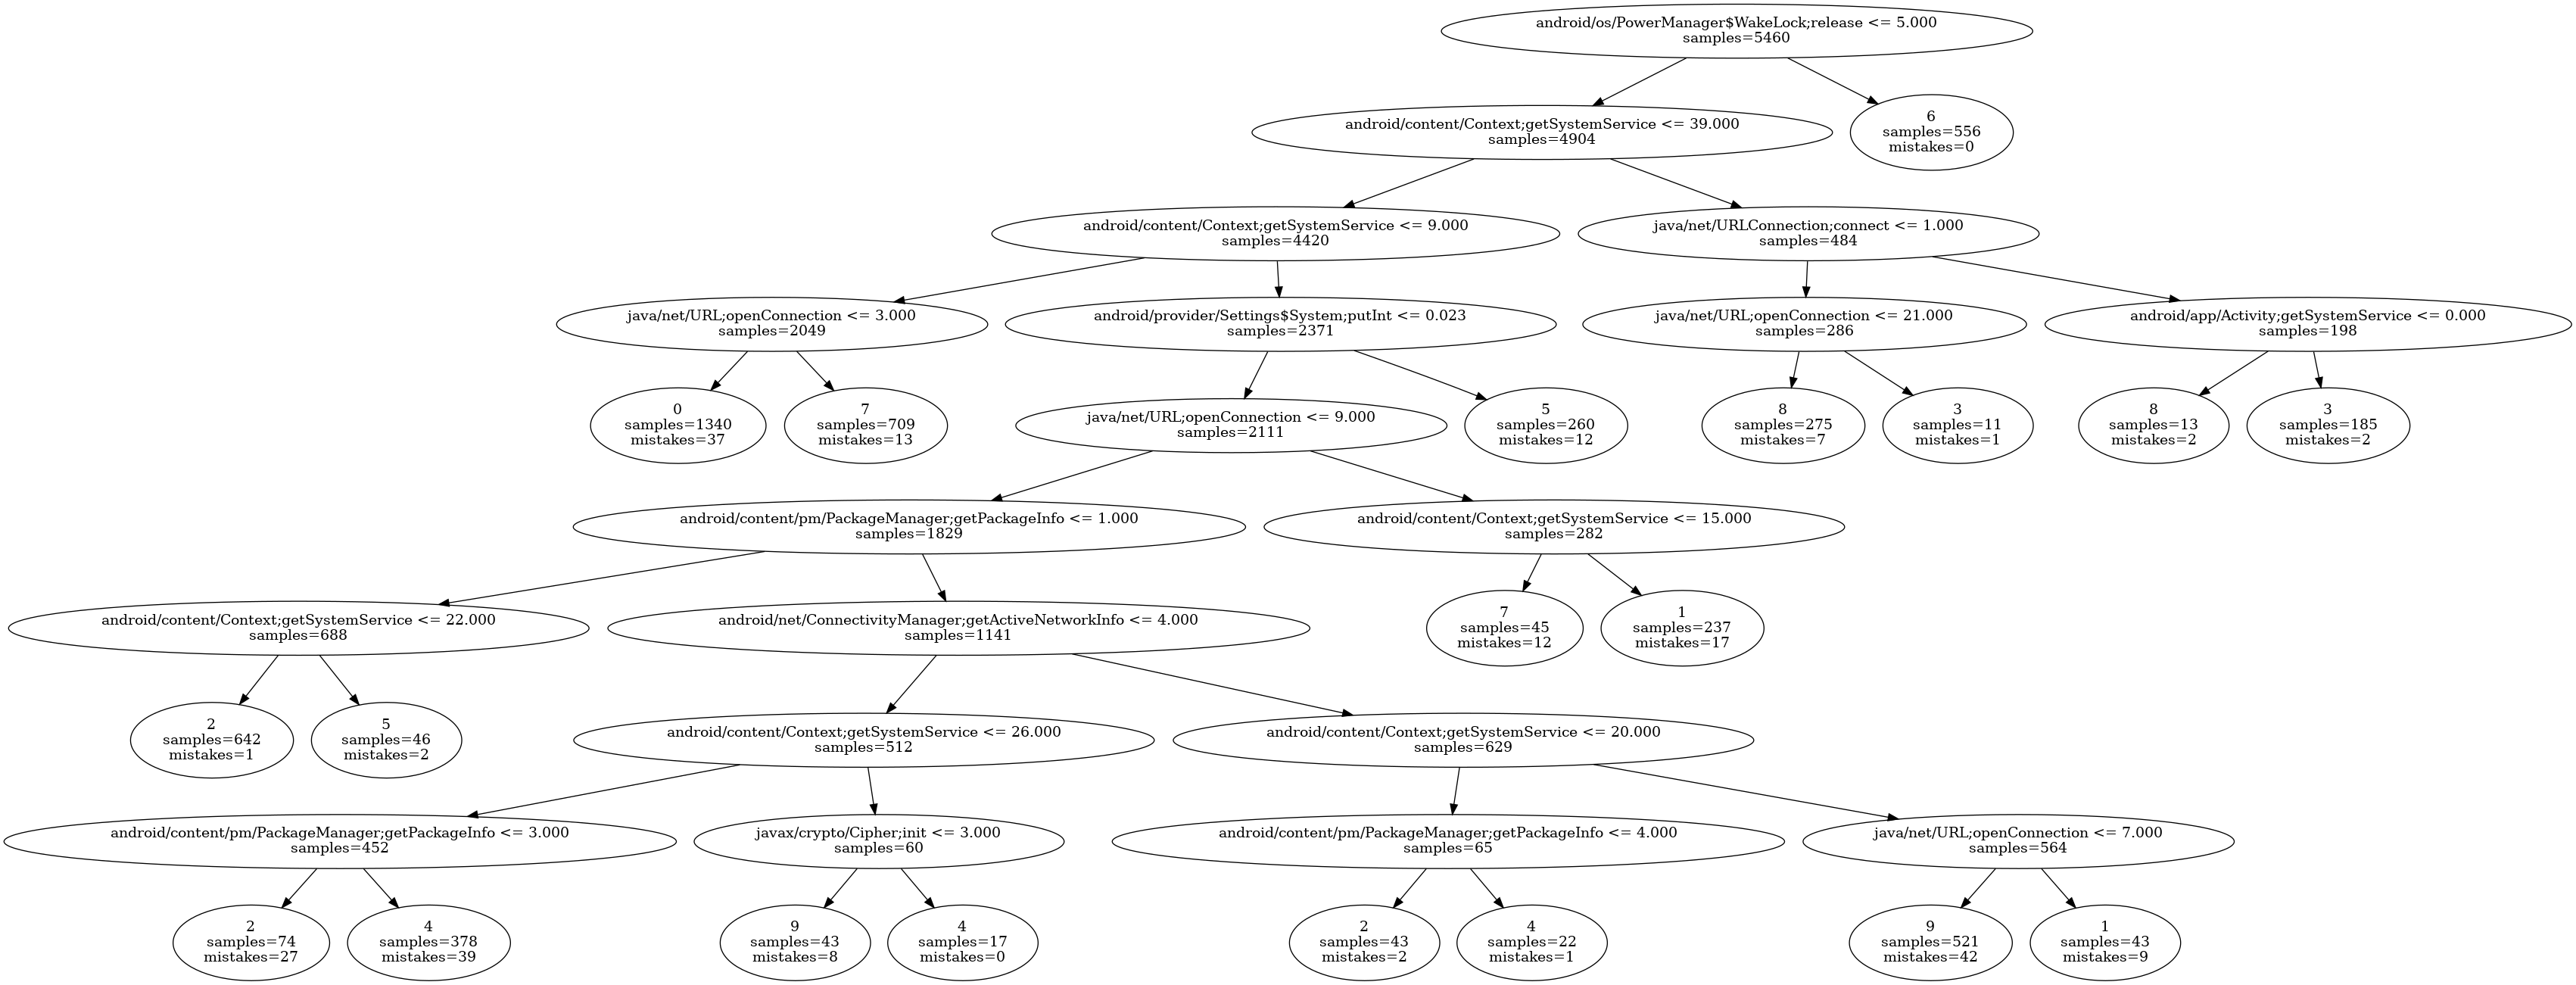 android/os/PowerManager$WakeLock;release <= 5.000
samples=5460
android/content/Context;getSystemService <= 39.000
samples=4904
6
samples=556
mistakes=0
android/content/Context;getSystemService <= 9.000
samples=4420
java/net/URLConnection;connect <= 1.000
samples=484
java/net/URL;openConnection <= 3.000
samples=2049
android/provider/Settings$System;putInt <= 0.023
samples=2371
java/net/URL;openConnection <= 21.000
samples=286
android/app/Activity;getSystemService <= 0.000
samples=198
0
samples=1340
mistakes=37
7
samples=709
mistakes=13
java/net/URL;openConnection <= 9.000
samples=2111
5
samples=260
mistakes=12
8
samples=275
mistakes=7
3
samples=11
mistakes=1
8
samples=13
mistakes=2
3
samples=185
mistakes=2
android/content/pm/PackageManager;getPackageInfo <= 1.000
samples=1829
android/content/Context;getSystemService <= 15.000
samples=282
android/content/Context;getSystemService <= 22.000
samples=688
android/net/ConnectivityManager;getActiveNetworkInfo <= 4.000
samples=1141
7
samples=45
mistakes=12
1
samples=237
mistakes=17
2
samples=642
mistakes=1
5
samples=46
mistakes=2
android/content/Context;getSystemService <= 26.000
samples=512
android/content/Context;getSystemService <= 20.000
samples=629
android/content/pm/PackageManager;getPackageInfo <= 3.000
samples=452
javax/crypto/Cipher;init <= 3.000
samples=60
android/content/pm/PackageManager;getPackageInfo <= 4.000
samples=65
java/net/URL;openConnection <= 7.000
samples=564
2
samples=74
mistakes=27
4
samples=378
mistakes=39
9
samples=43
mistakes=8
4
samples=17
mistakes=0
2
samples=43
mistakes=2
4
samples=22
mistakes=1
9
samples=521
mistakes=42
1
samples=43
mistakes=9